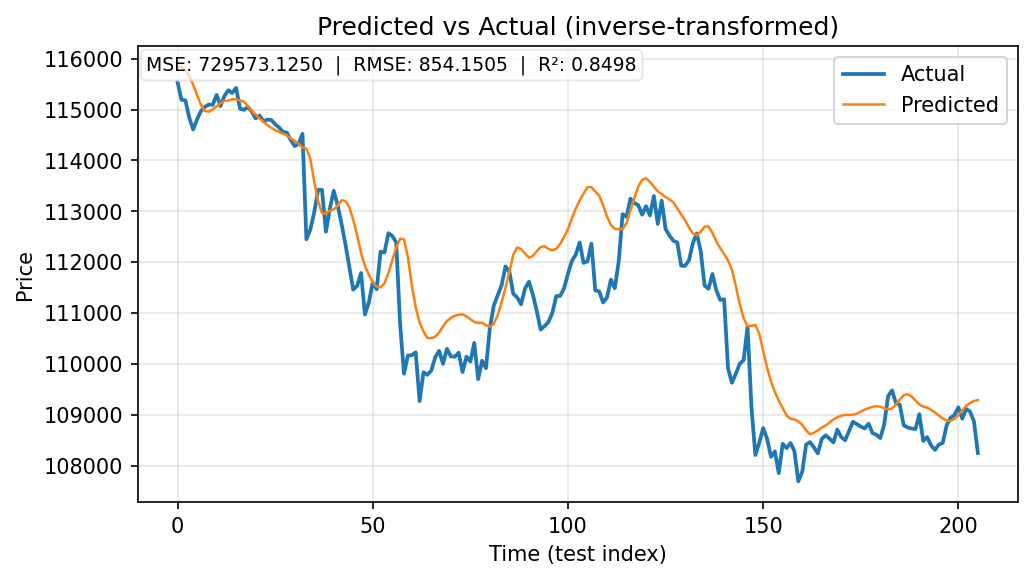 Predicted vs Actual (inverse-transformed)
MSE: 729573.1250 | RMSE: 854.1505 | R²: 0.8498
Actual
Predicted
Price
116000
115000
114000
113000
112000
111000
110000
109000
108000
0 50 100 150 200
Time (test index)